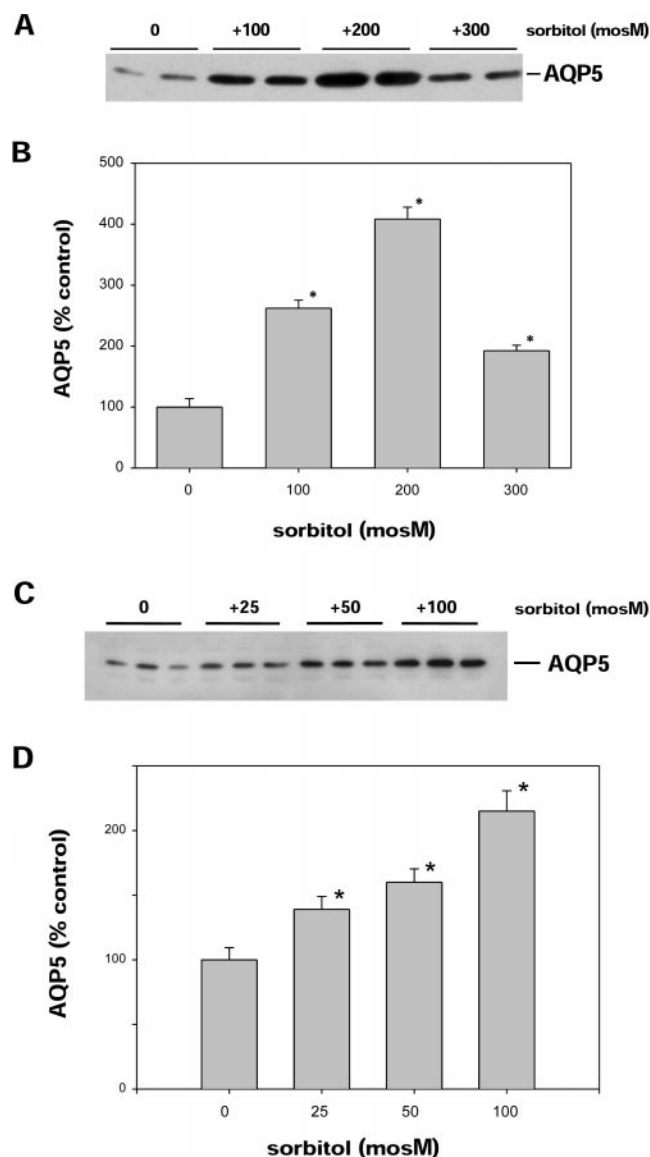 A
0 +100 +200 +300 sorbitol (mosM)
AQP5
B
500
400
300
200
100
0
AQP5 (% control)
* * *
0 100 200 300
sorbitol (mosM)
C
0 +25 +50 +100 sorbitol (mosM)
AQP5
D
200
100
0
AQP5 (% control)
* * *
0 25 50 100
sorbitol (mosM)